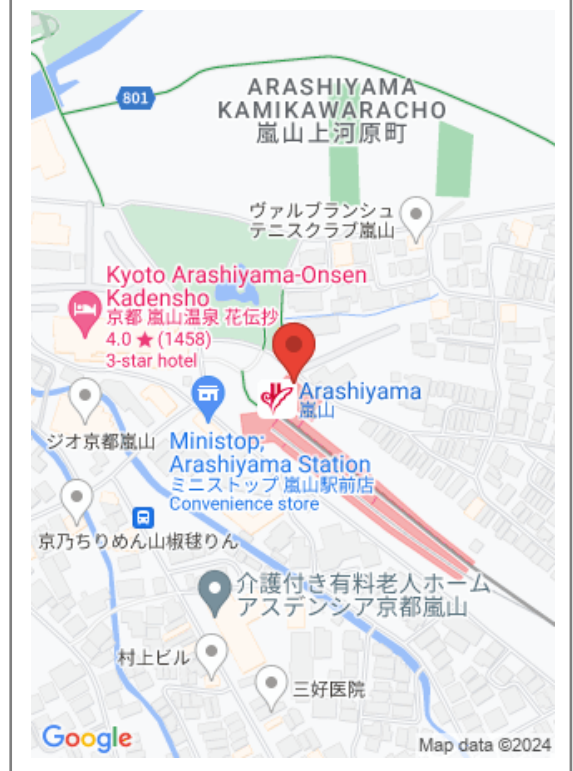 801
ARASHIYAMA
KAMIKAWARACHO
嵐山上河原町
ヴァルブランシュ
テニスクラブ嵐山
Kyoto Arashiyama-Onsen
Kadensho
京都 嵐山温泉 花伝抄
4.0 ★ (1458)
3-star hotel
Arashiyama
嵐山
ジオ京都嵐山
Ministop;
Arashiyama Station
ミニストップ 嵐山駅前店
Convenience store
京乃ちりめん山椒毬りん
介護付き有料老人ホーム
アスデンシア京都嵐山
村上ビル
三好医院
Google
Map data ©2024